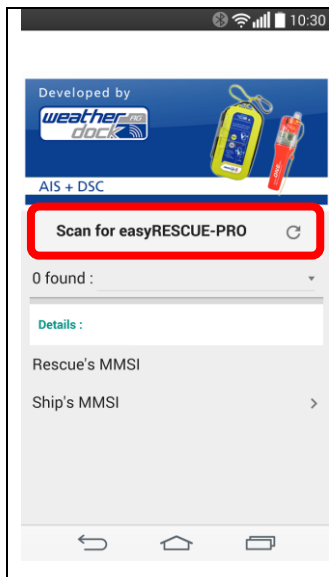 10:30
Developed by
weather AG
dock
AIS + DSC
Scan for easyRESCUE-PRO
0 found :
Details :
Rescue's MMSI
Ship's MMSI